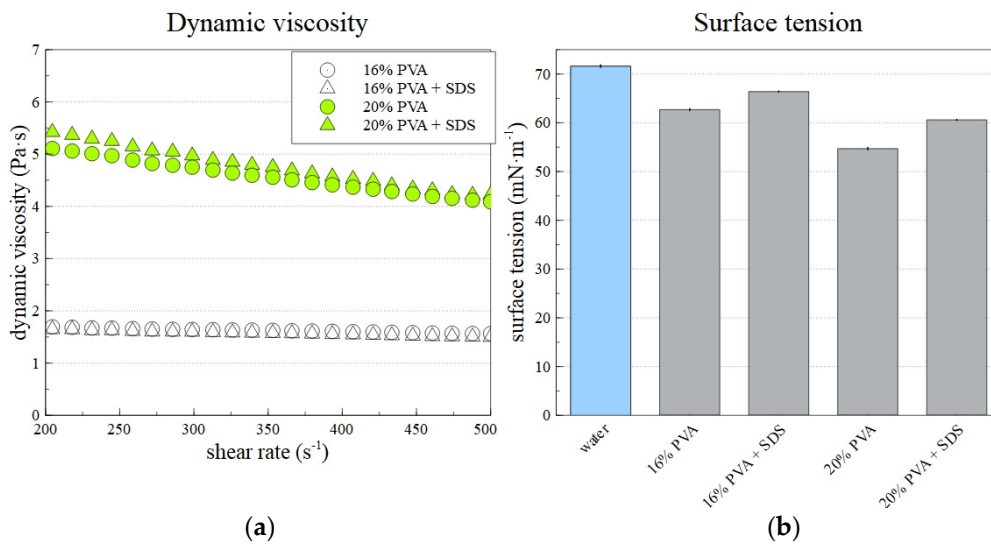 Dynamic viscosity
7
6
5
4
3
2
1
0
dynamic viscosity (Pa·s)
16% PVA
16% PVA + SDS
20% PVA
20% PVA + SDS
200
250
300
350
400
450
500
shear rate (s-1)
(a)
Surface tension
70
60
50
40
30
20
10
0
surface tension (mN·m-1)
water
16% PVA
16% PVA + SDS
20% PVA
20% PVA + SDS
(b)